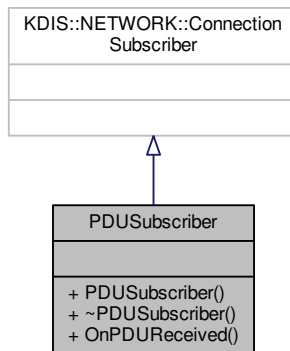 KDIS::NETWORK::Connection
Subscriber
PDUSubscriber
+ PDUSubscriber()
+ ~PDUSubscriber()
+ OnPDUReceived()